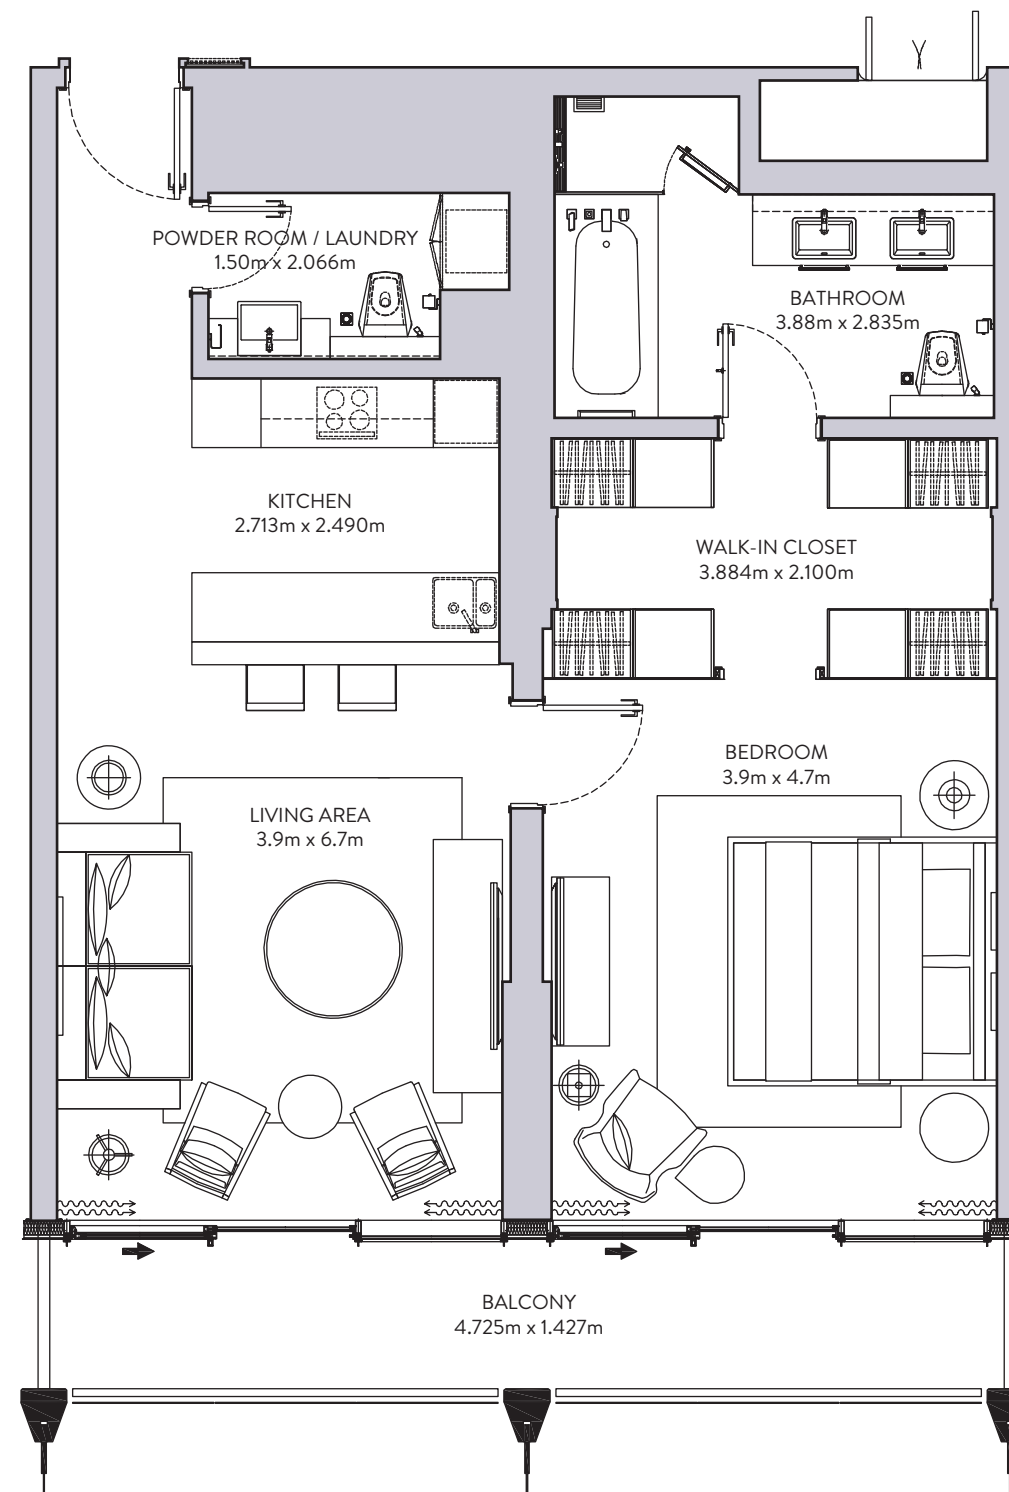 POWDER ROOM / LAUNDRY
1.50m x 2.066m
BATHROOM
3.88m x 2.835m
KITCHEN
2.713m x 2.490m
WALK-IN CLOSET
3.884m x 2.100m
BEDROOM
3.9m x 4.7m
LIVING AREA
3.9m x 6.7m
BALCONY
4.725m x 1.427m